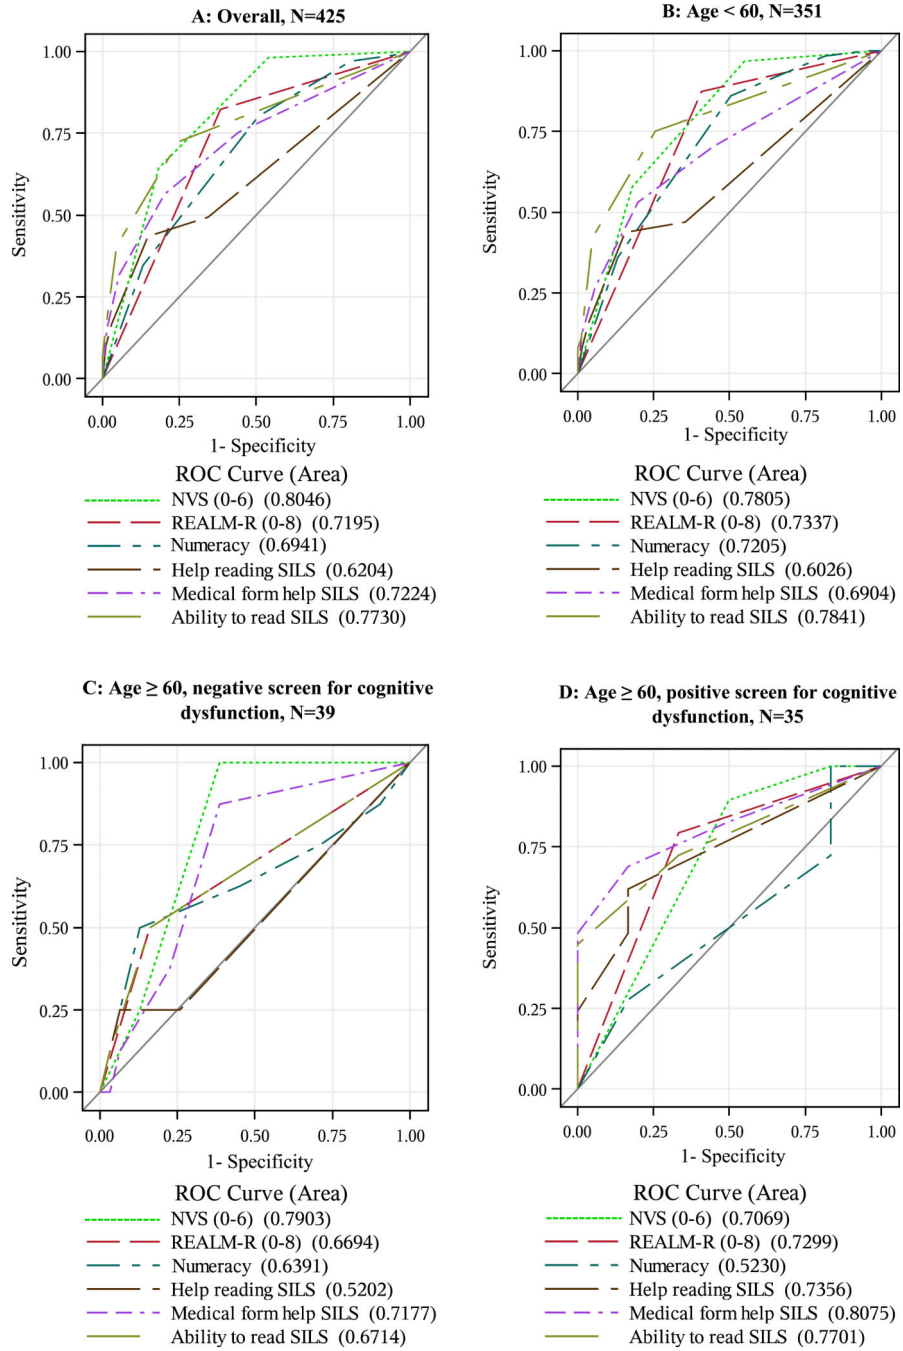 A: Overall, N=425
1.00
0.75
0.50
0.25
0.00
Sensitivity
0.00 0.25 0.50 0.75 1.00
1- Specificity
ROC Curve (Area)
NVS (0-6) (0.8046)
REALM-R (0-8) (0.7195)
Numeracy (0.6941)
Help reading SILS (0.6204)
Medical form help SILS (0.7224)
Ability to read SILS (0.7730)
B: Age < 60, N=351
1.00
0.75
0.50
0.25
0.00
Sensitivity
0.00 0.25 0.50 0.75 1.00
1- Specificity
ROC Curve (Area)
NVS (0-6) (0.7805)
REALM-R (0-8) (0.7337)
Numeracy (0.7205)
Help reading SILS (0.6026)
Medical form help SILS (0.6904)
Ability to read SILS (0.7841)
C: Age ≥ 60, negative screen for cognitive
dysfunction, N=39
1.00
0.75
0.50
0.25
0.00
Sensitivity
0.00 0.25 0.50 0.75 1.00
1- Specificity
ROC Curve (Area)
NVS (0-6) (0.7903)
REALM-R (0-8) (0.6694)
Numeracy (0.6391)
Help reading SILS (0.5202)
Medical form help SILS (0.7177)
Ability to read SILS (0.6714)
D: Age ≥ 60, positive screen for cognitive
dysfunction, N=35
1.00
0.75
0.50
0.25
0.00
Sensitivity
0.00 0.25 0.50 0.75 1.00
1- Specificity
ROC Curve (Area)
NVS (0-6) (0.7069)
REALM-R (0-8) (0.7299)
Numeracy (0.5230)
Help reading SILS (0.7356)
Medical form help SILS (0.8075)
Ability to read SILS (0.7701)